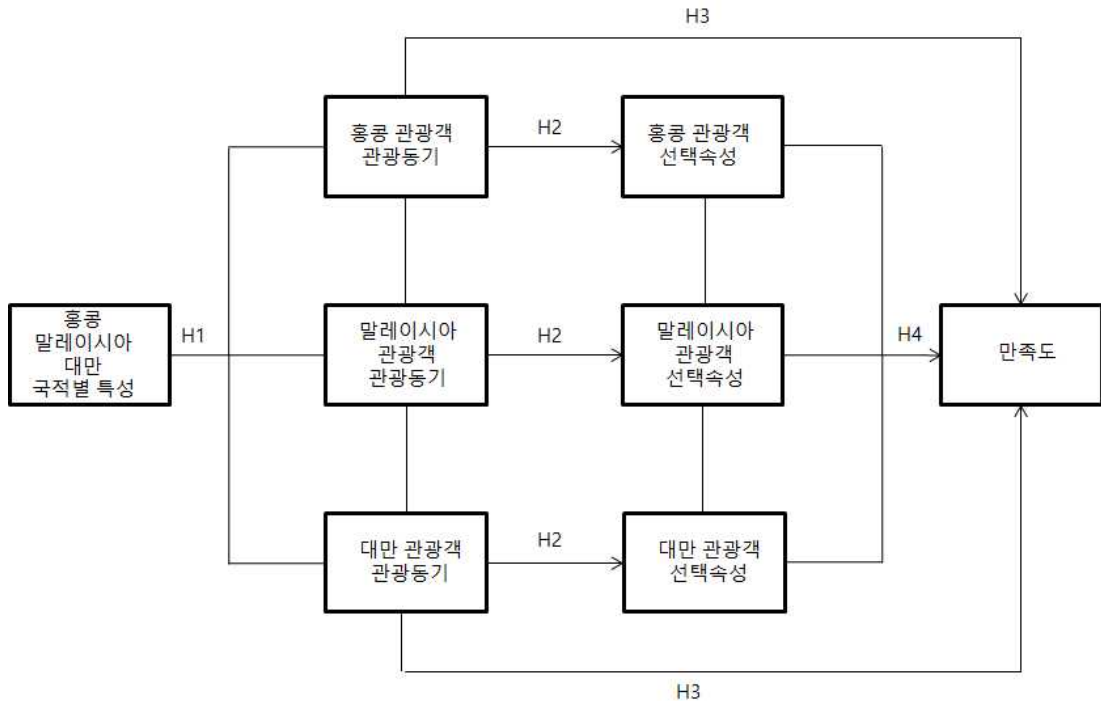 H3
홍콩 관광객
관광동기
H2
홍콩 관광객
선택속성
홍콩
말레이시아
대만
국적별 특성
H1
말레이시아
관광객
관광동기
H2
말레이시아
관광객
선택속성
H4
만족도
대만 관광객
관광동기
H2
대만 관광객
선택속성
H3